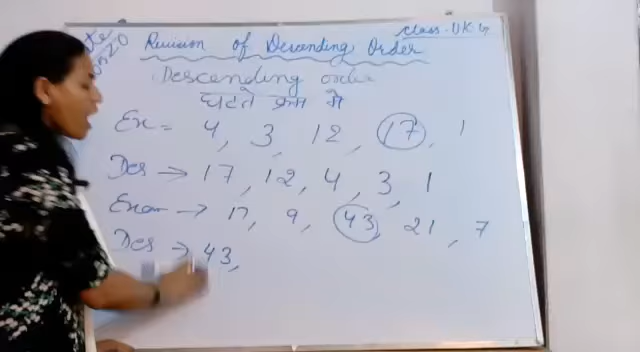 Class - UKG
Revision of Decending Order
Descending order
घटते क्रम में
Ex = 4, 3, 12, 17, 1
Des → 17, 12, 4, 3, 1
Exam → 17, 9, 43, 21, 7
Des → 43,